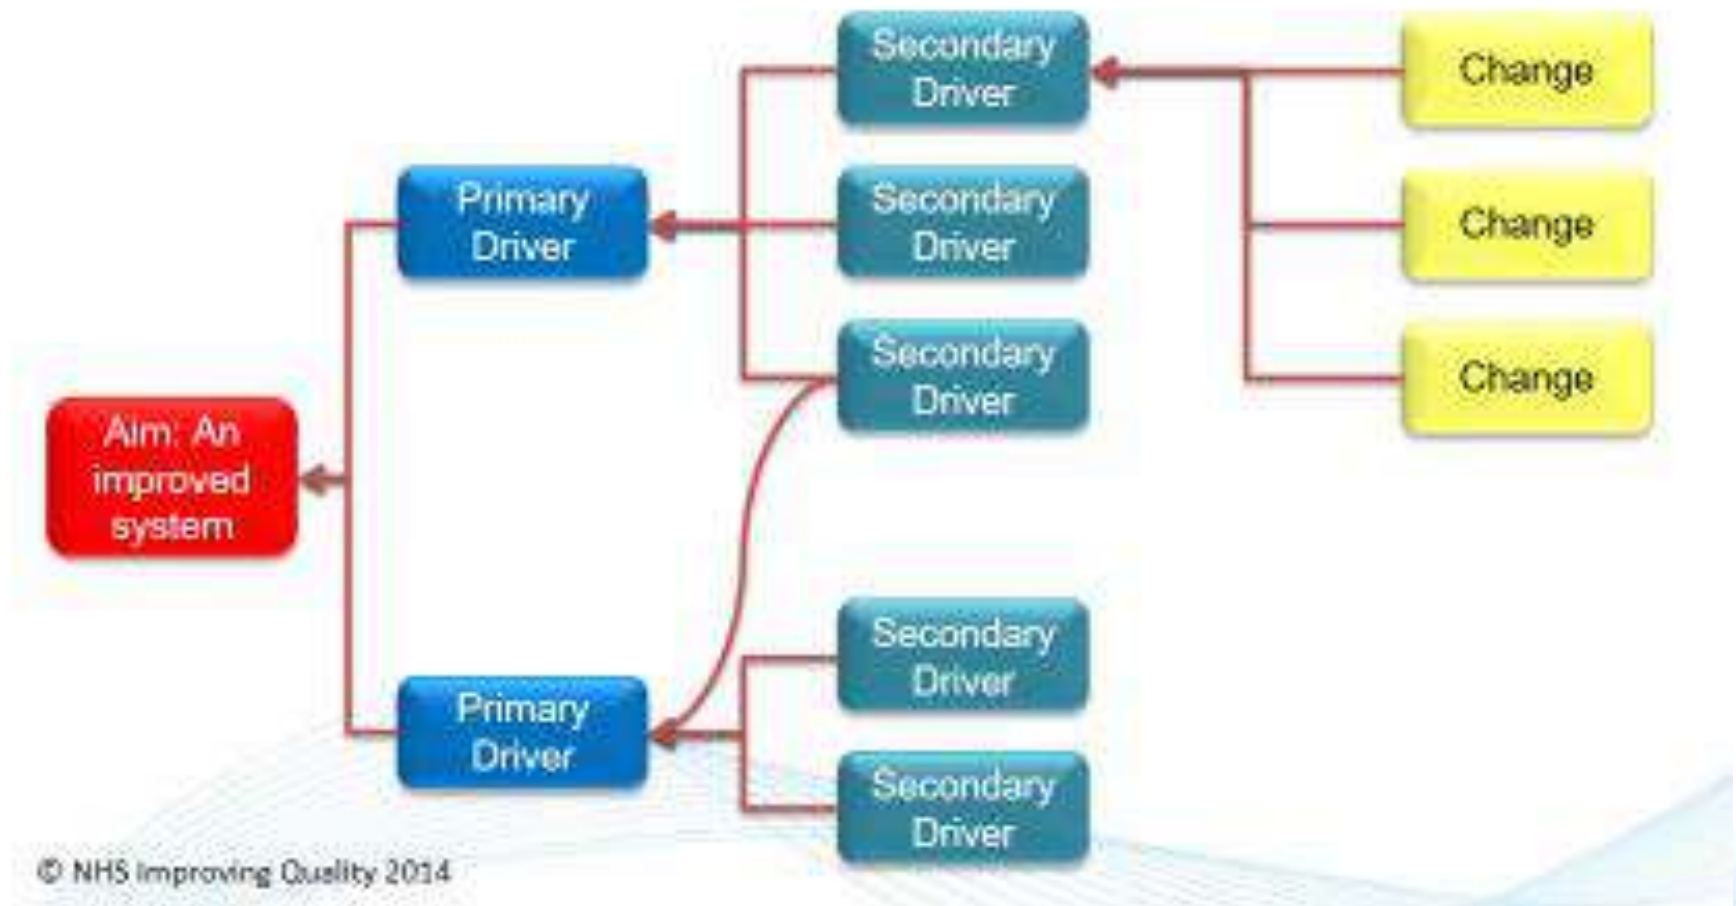 Secondary
Driver
Change
Primary
Driver
Secondary
Driver
Change
Secondary
Driver
Change
Aim: An
improved
system
Secondary
Driver
Primary
Driver
Secondary
Driver
© NHS Improving Quality 2014